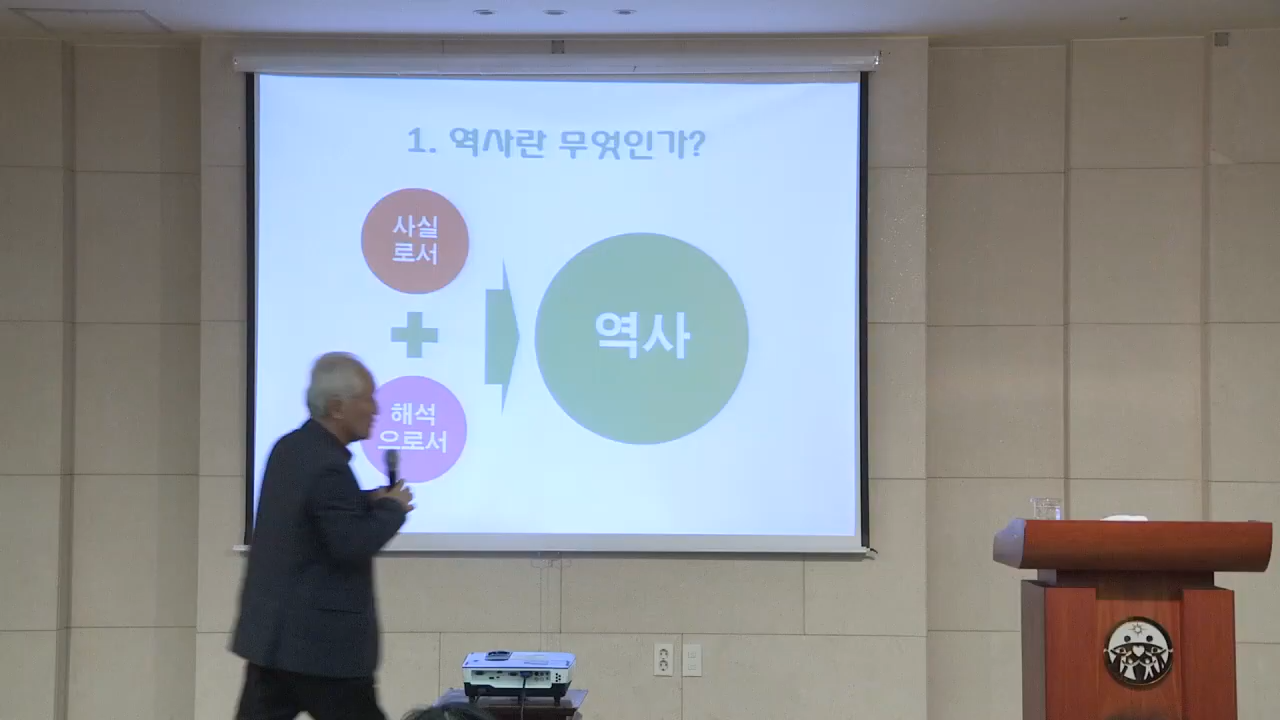 1. 역사란 무엇인가?
사실
로서
해석
으로서
역사